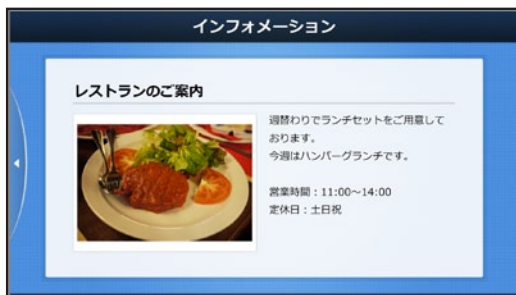 インフォメーション
レストランのご案内
週替わりでランチセットをご用意して
おります。
今週はハンバーグランチです。
営業時間：11:00～14:00
定休日：土日祝